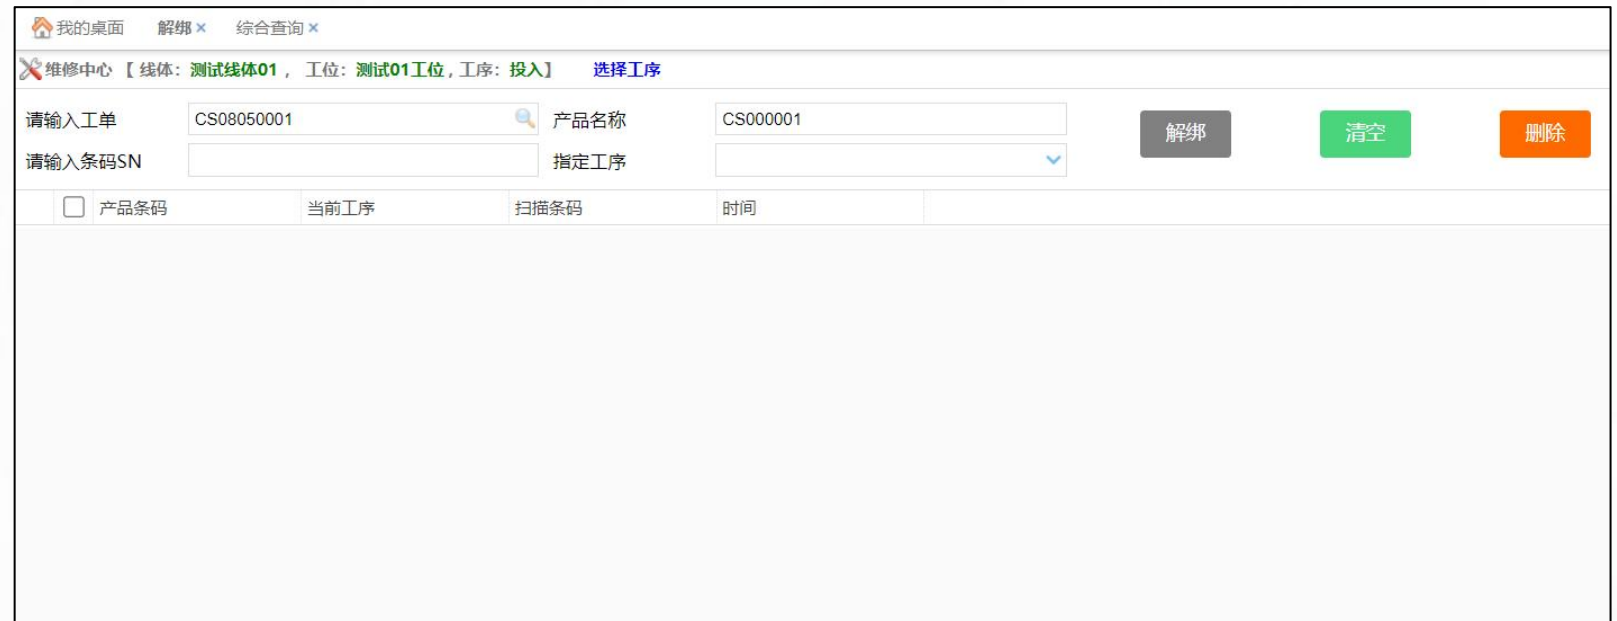 我的桌面 解绑 × 综合查询 ×
维修中心 【 线体：测试线体01 ， 工位：测试01工位 , 工序：投入】 选择工序
请输入工单 CS08050001 产品名称 CS000001 解绑 清空 删除
请输入条码SN 指定工序
产品条码 当前工序 扫描条码 时间